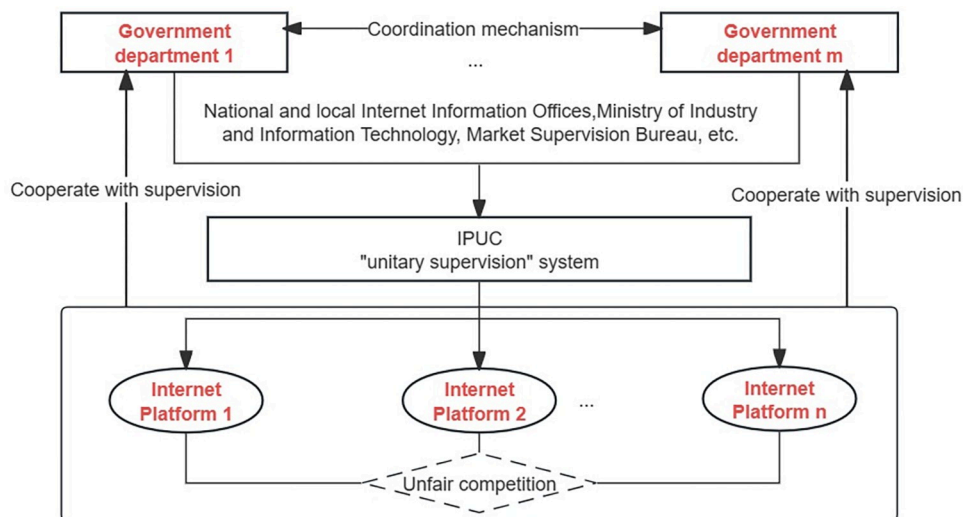 Government
department 1
Coordination mechanism
...
Government
department m
National and local Internet Information Offices,Ministry of Industry
and Information Technology, Market Supervision Bureau, etc.
Cooperate with supervision
Cooperate with supervision
IPUC
"unitary supervision" system
Internet
Platform 1
Internet
Platform 2
...
Internet
Platform n
Unfair competition